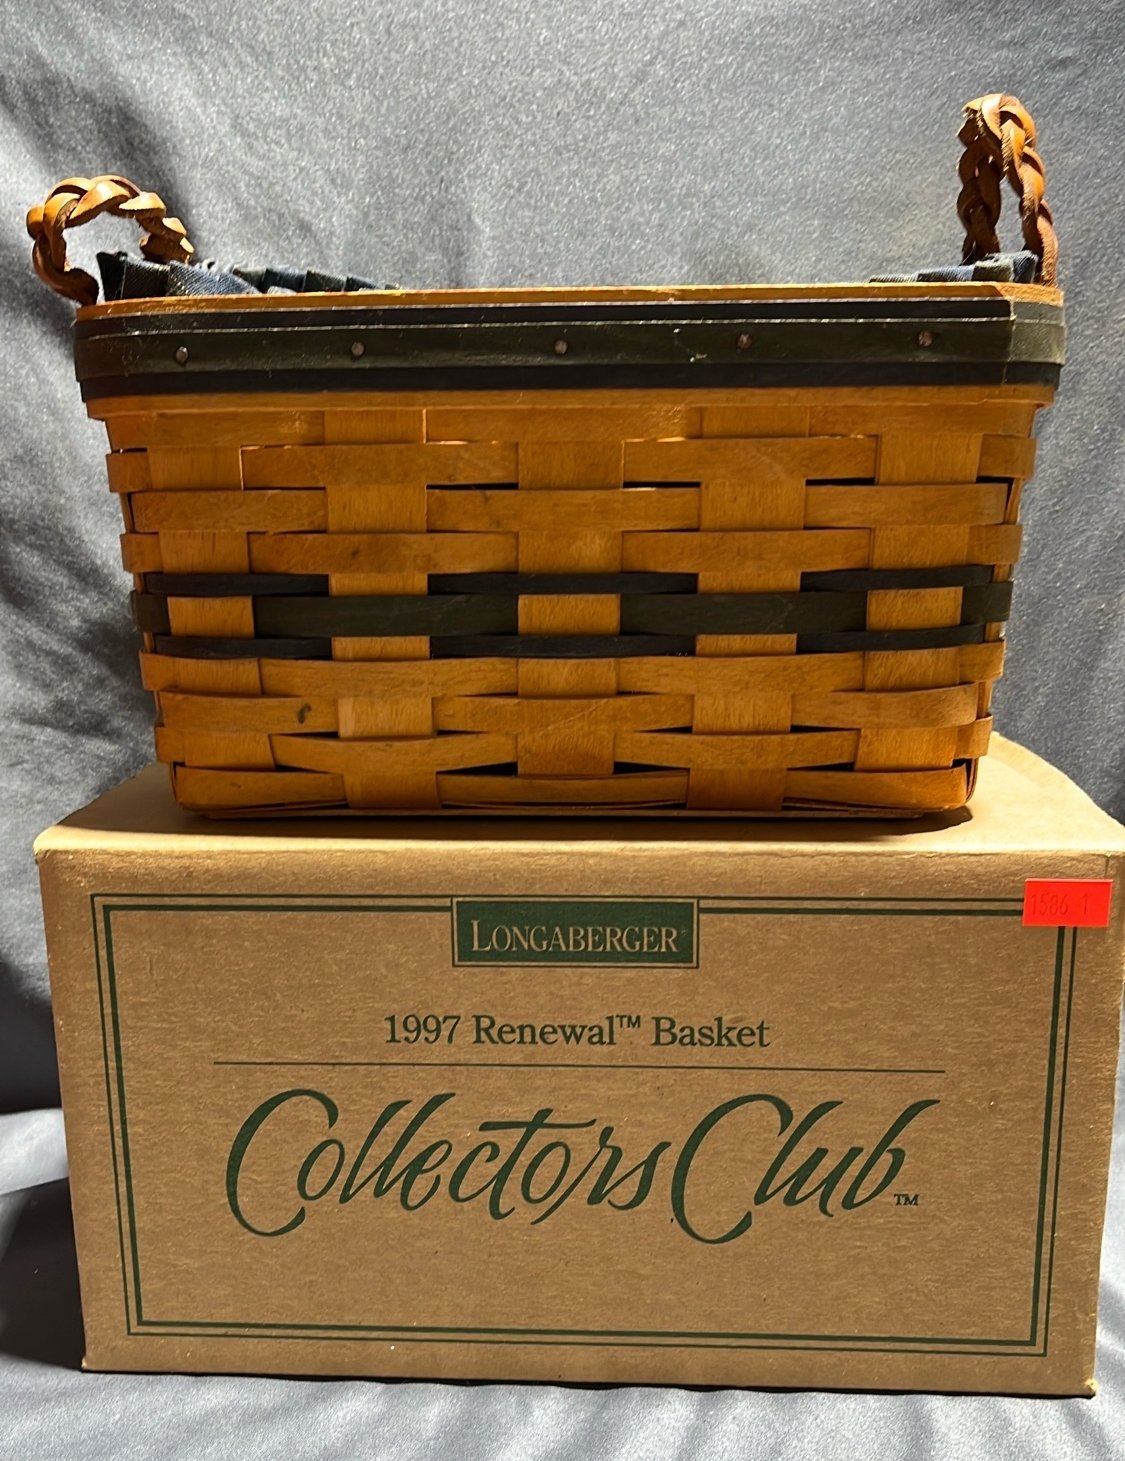 1586 1
LONGABERGER
1997 Renewal™ Basket
Collectors Club™